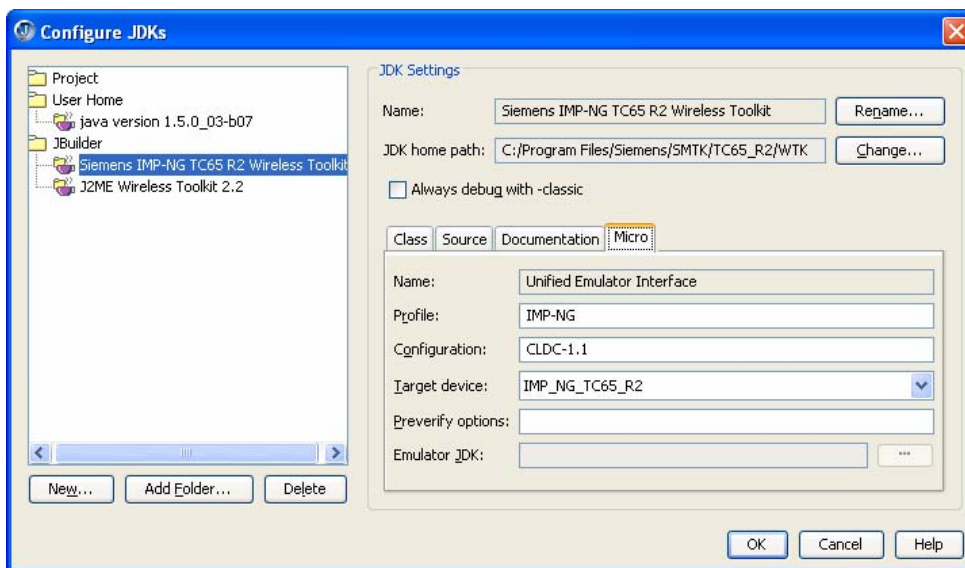 Configure JDKs
Project
User Home
java version 1.5.0_03-b07
JBuilder
Siemens IMP-NG TC65 R2 Wireless Toolkit
J2ME Wireless Toolkit 2.2
New...
Add Folder...
Delete
JDK Settings
Name: Siemens IMP-NG TC65 R2 Wireless Toolkit Rename...
JDK home path: C:/Program Files/Siemens/SMTK/TC65_R2/WTK Change...
Always debug with -classic
Class Source Documentation Micro
Name: Unified Emulator Interface
Profile: IMP-NG
Configuration: CLDC-1.1
Target device: IMP_NG_TC65_R2
Preverify options:
Emulator JDK: ...
OK Cancel Help